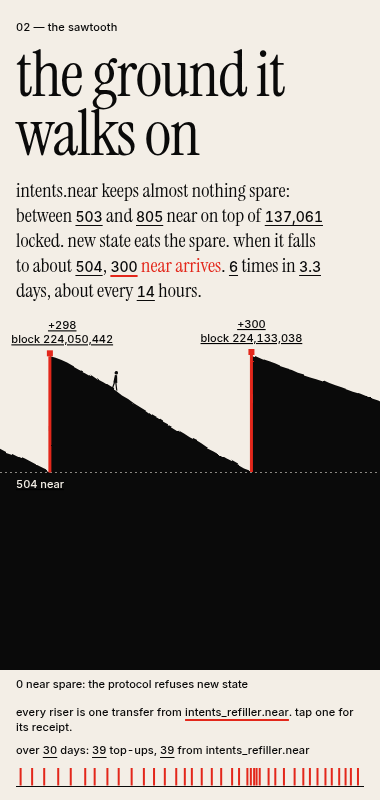 02 — the sawtooth
the ground it
walks on
intents.near keeps almost nothing spare:
between 503 and 805 near on top of 137,061
locked. new state eats the spare. when it falls
to about 504, 300 near arrives. 6 times in 3.3
days, about every 14 hours.
+298
block 224,050,442
+300
block 224,133,038
504 near
0 near spare: the protocol refuses new state
every riser is one transfer from intents_refiller.near. tap one for
its receipt.
over 30 days: 39 top-ups, 39 from intents_refiller.near